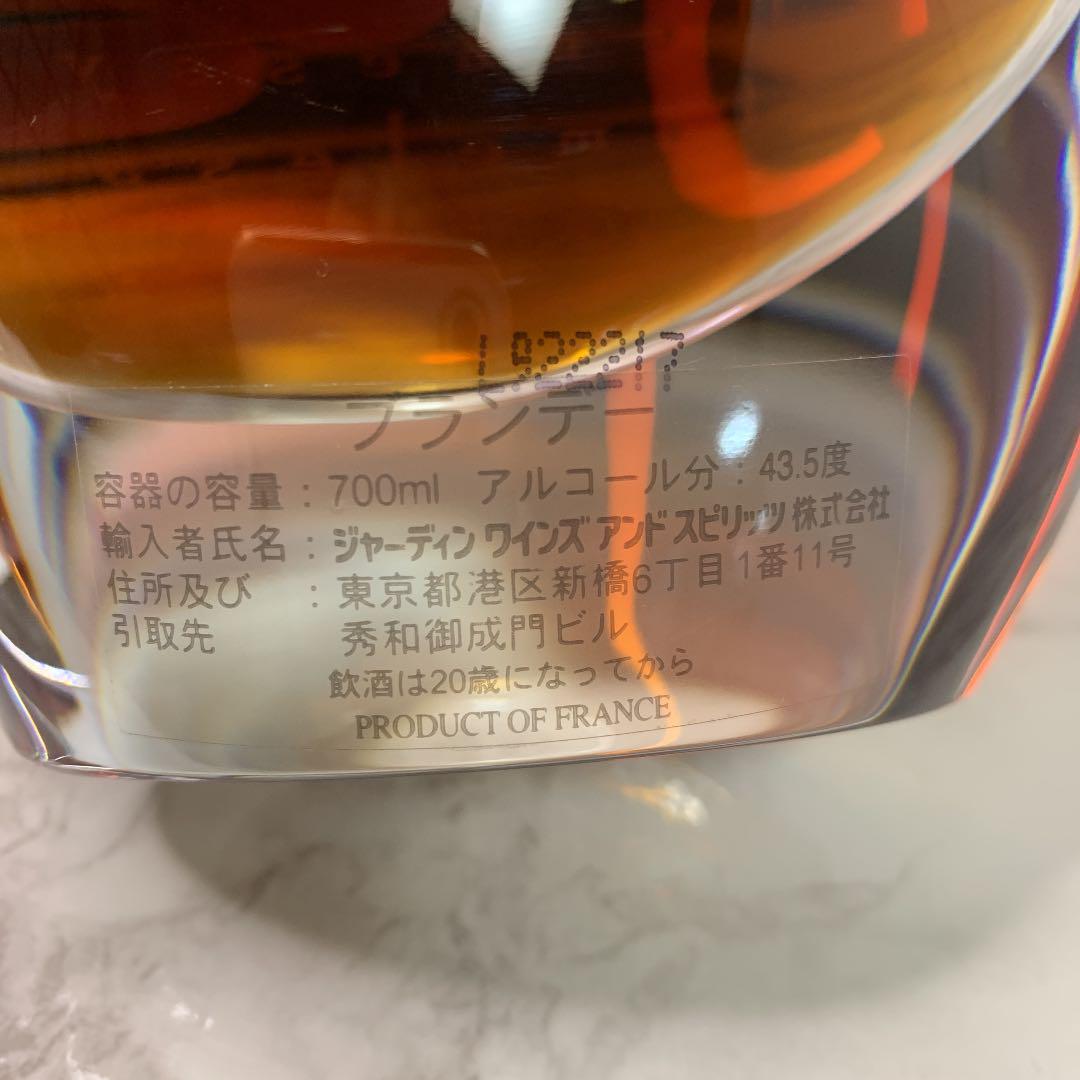 L922217
ブランデー
容器の容量 : 700ml アルコール分 : 43.5度
輸入者氏名 : ジャーディン ワインズ アンド スピリッツ 株式会社
住所及び : 東京都港区新橋6丁目1番11号
引取先 秀和御成門ビル
飲酒は20歳になってから
PRODUCT OF FRANCE